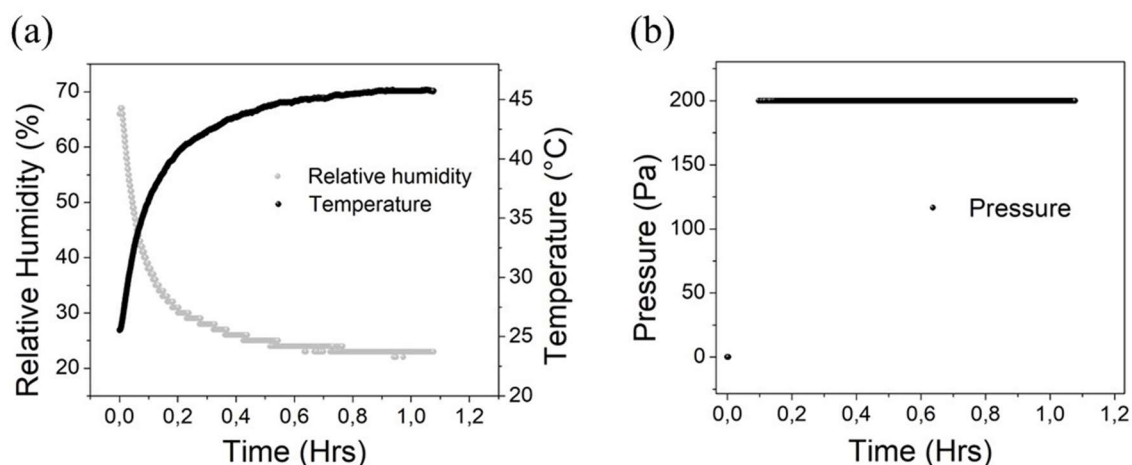 (a)
Relative Humidity (%)
70
60
50
40
30
20
Relative humidity
Temperature
45
40
35
30
25
20
Temperature (°C)
0,0 0,2 0,4 0,6 0,8 1,0 1,2
Time (Hrs)
(b)
Pressure (Pa)
200
150
100
50
0
Pressure
0,0 0,2 0,4 0,6 0,8 1,0 1,2
Time (Hrs)